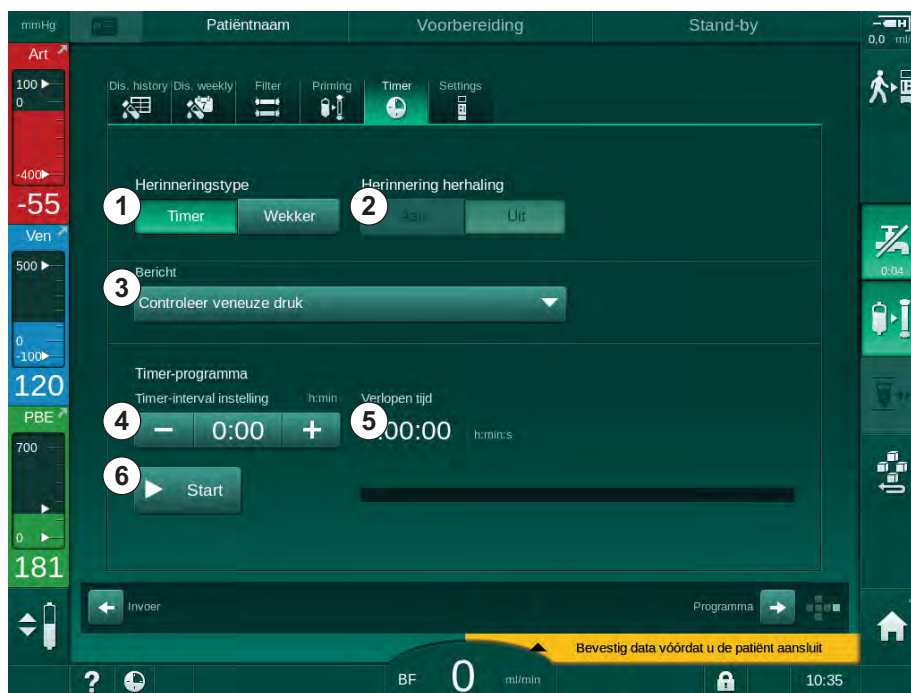 mmHg Patiëntnaam Voorbereiding Stand-by
0,0 ml/
Art
100
0
-400
-55
Ven
500
0
-100
120
PBE
700
0
181
Dis. history Dis. weekly Filter Priming Timer Settings
Herinneringstype Herinnering herhaling
1 Timer Wekker 2 Aan Uit
Bericht
3 Controleer veneuze druk
Timer-programma
Timer-interval instelling h:min Verlopen tijd
4 − 0:00 + 5 :00:00 h:min:s
6 Start
0:04
Invoer Programma
Bevestig data vóórdat u de patiënt aansluit
? BF 0 ml/min 10:35